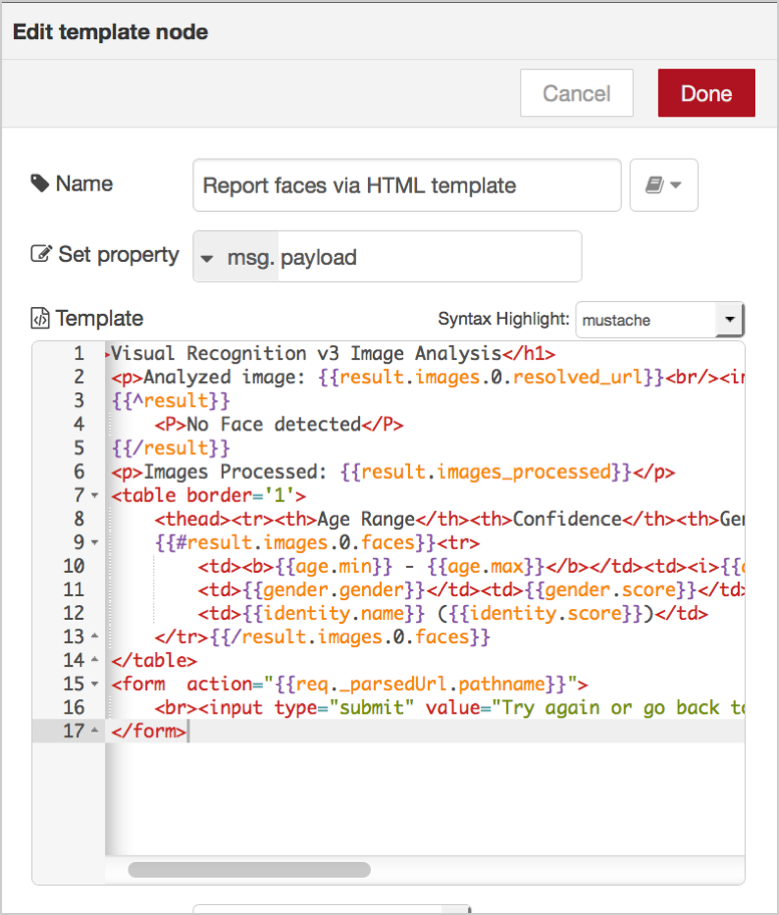 Edit template node
Cancel Done
Name Report faces via HTML template
Set property msg. payload
Template Syntax Highlight: mustache
1 >Visual Recognition v3 Image Analysis</h1>
2 <p>Analyzed image: {{result.images.0.resolved_url}}<br/><in
3 {{^result}}
4     <P>No Face detected</P>
5 {{/result}}
6 <p>Images Processed: {{result.images_processed}}</p>
7 <table border='1'>
8     <thead><tr><th>Age Range</th><th>Confidence</th><th>Gen
9     {{#result.images.0.faces}}<tr>
10         <td><b>{{age.min}} - {{age.max}}</b></td><td><i>{{
11         <td>{{gender.gender}}</td><td>{{gender.score}}</td>
12         <td>{{identity.name}} ({{identity.score}})</td>
13     </tr>{{/result.images.0.faces}}
14 </table>
15 <form  action="{{req._parsedUrl.pathname}}">
16     <br><input type="submit" value="Try again or go back to
17 </form>